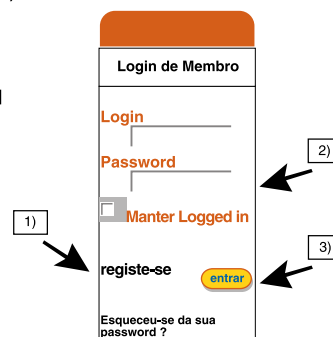 Login de Membro
Login
2)
Password
1)
Manter Logged in
3)
registe-se
entrar
Esqueceu-se da sua
password ?